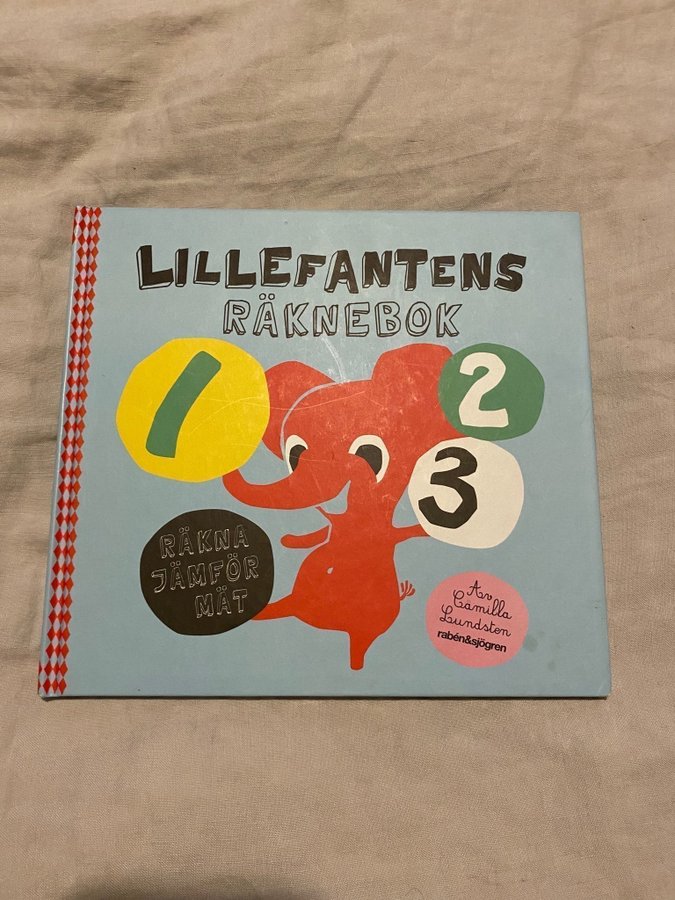 LILLEFANTENS
RÄKNEBOK
1
2
3
RÄKNA
JÄMFÖR
MÄT
Av
Camilla
Lundsten
rabén&sjögren